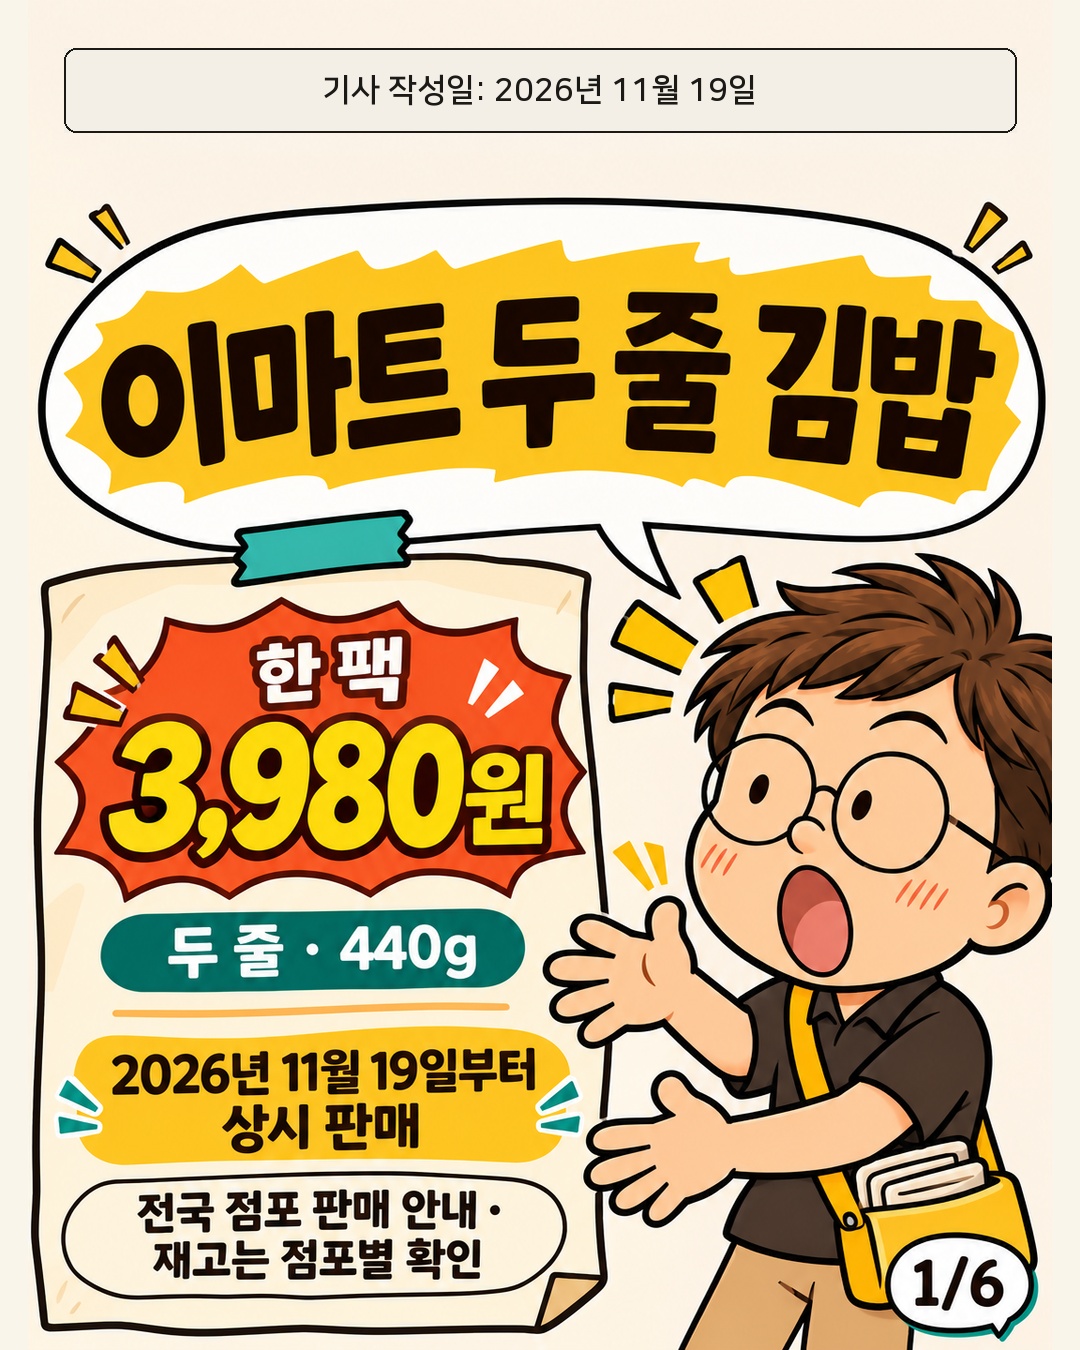 기사 작성일: 2026년 11월 19일
이마트 두 줄 김밥
한 팩
3,980원
두 줄 · 440g
2026년 11월 19일부터
상시 판매
전국 점포 판매 안내 ·
재고는 점포별 확인
1/6